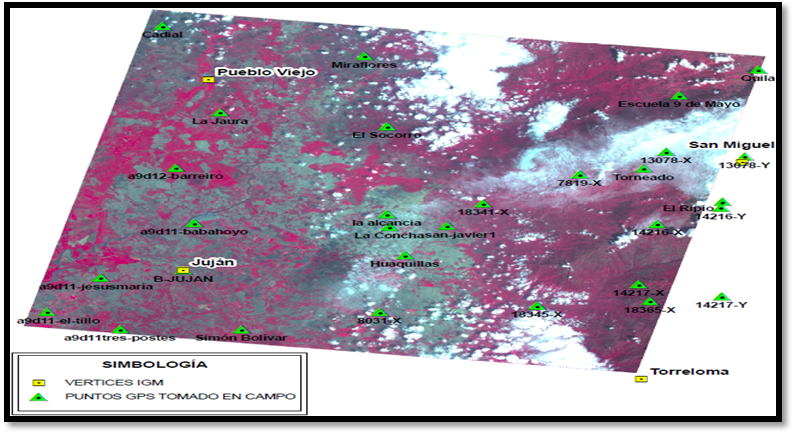 Cadial
Miraflores
Quila
Pueblo Viejo
Escuela 9 de Mayo
La Jaura
El Socorro
San Miguel
13078-X
13078-Y
a9d12-barreiro
7819-X
Torneado
18341-X
El Ripio
14216-Y
la alcancia
a9d11-babahoyo
La Concha
san-javier1
14216-X
Juján
Huaquillas
B-JUJAN
a9d11-jesusmaria
14217-X
14217-Y
18365-X
a9d11-el-tillo
8031-X
18345-X
a9d11tres-postes
Simón Bolívar
Torreloma
SIMBOLOGÍA
VERTICES IGM
PUNTOS GPS TOMADO EN CAMPO